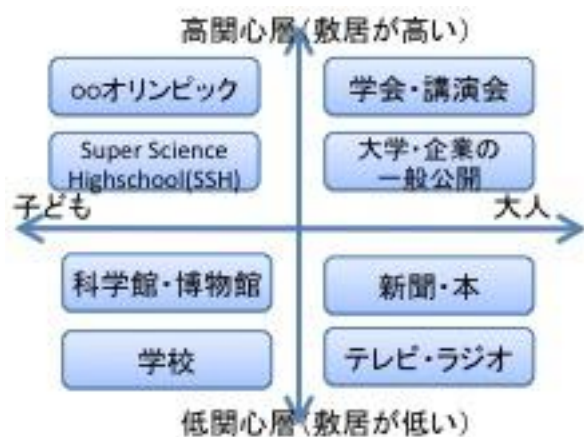 高関心層(敷居が高い)
○○オリンピック
学会・講演会
Super Science
Highschool(SSH)
大学・企業の
一般公開
子ども
大人
科学館・博物館
新聞・本
学校
テレビ・ラジオ
低関心層(敷居が低い)